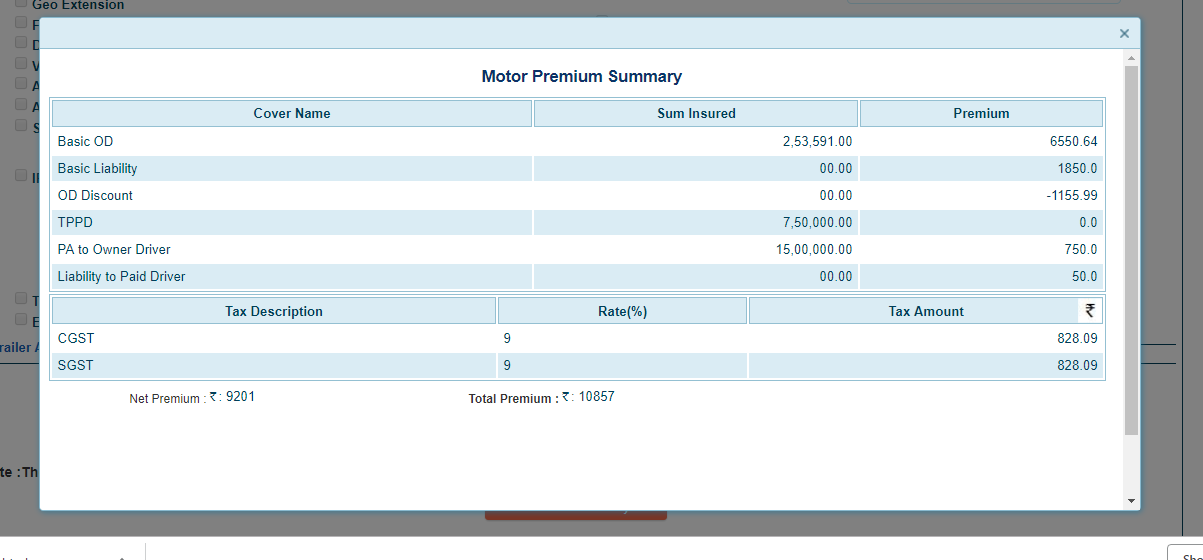 Geo Extension
×
Motor Premium Summary
Cover Name Sum Insured Premium
Basic OD 2,53,591.00 6550.64
Basic Liability 00.00 1850.0
OD Discount 00.00 -1155.99
TPPD 7,50,000.00 0.0
PA to Owner Driver 15,00,000.00 750.0
Liability to Paid Driver 00.00 50.0
Tax Description Rate(%) Tax Amount ₹
CGST 9 828.09
SGST 9 828.09
Net Premium : ₹ : 9201 Total Premium : ₹ : 10857